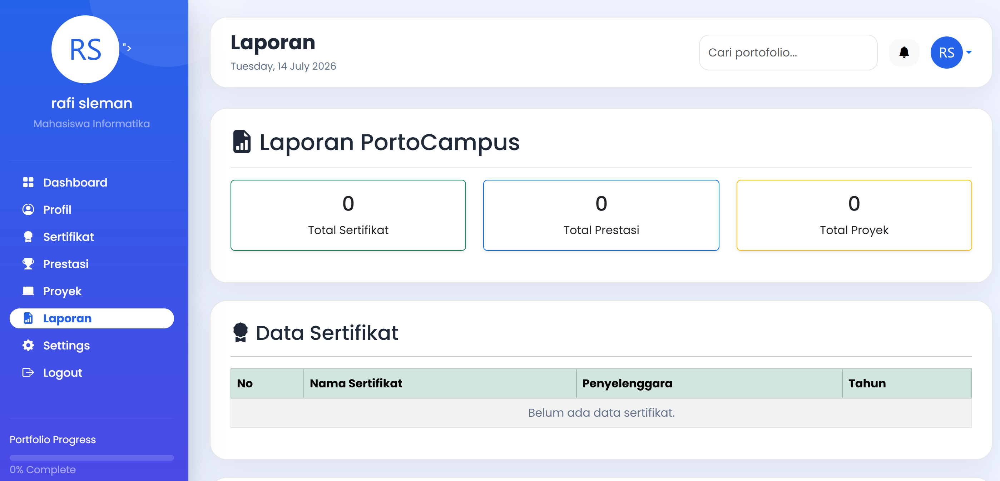 RS
">
rafi sleman
Mahasiswa Informatika
Dashboard
Profil
Sertifikat
Prestasi
Proyek
Laporan
Settings
Logout
Portfolio Progress
0% Complete
Laporan
Tuesday, 14 July 2026
Cari portofolio...
RS
Laporan PortoCampus
0
Total Sertifikat
0
Total Prestasi
0
Total Proyek
Data Sertifikat
No Nama Sertifikat Penyelenggara Tahun
Belum ada data sertifikat.